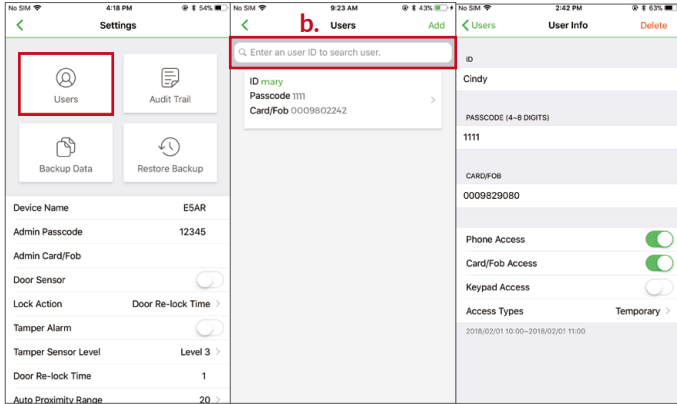 No SIM 4:18 PM 54%
Settings
Users
Audit Trail
Backup Data
Restore Backup
Device Name E5AR
Admin Passcode 12345
Admin Card/Fob
Door Sensor
Lock Action Door Re-lock Time >
Tamper Alarm
Tamper Sensor Level Level 3 >
Door Re-lock Time 1
Auto Proximity Range 20 >
No SIM 9:23 AM 43%
b. Users Add
Enter an user ID to search user.
ID mary
Passcode 1111
Card/Fob 0009802242
No SIM 2:42 PM 63%
< Users User Info Delete
ID
Cindy
PASSCODE (4~8 DIGITS)
1111
CARD/FOB
0009829080
Phone Access
Card/Fob Access
Keypad Access
Access Types Temporary >
2018/02/01 10:00~2018/02/01 11:00